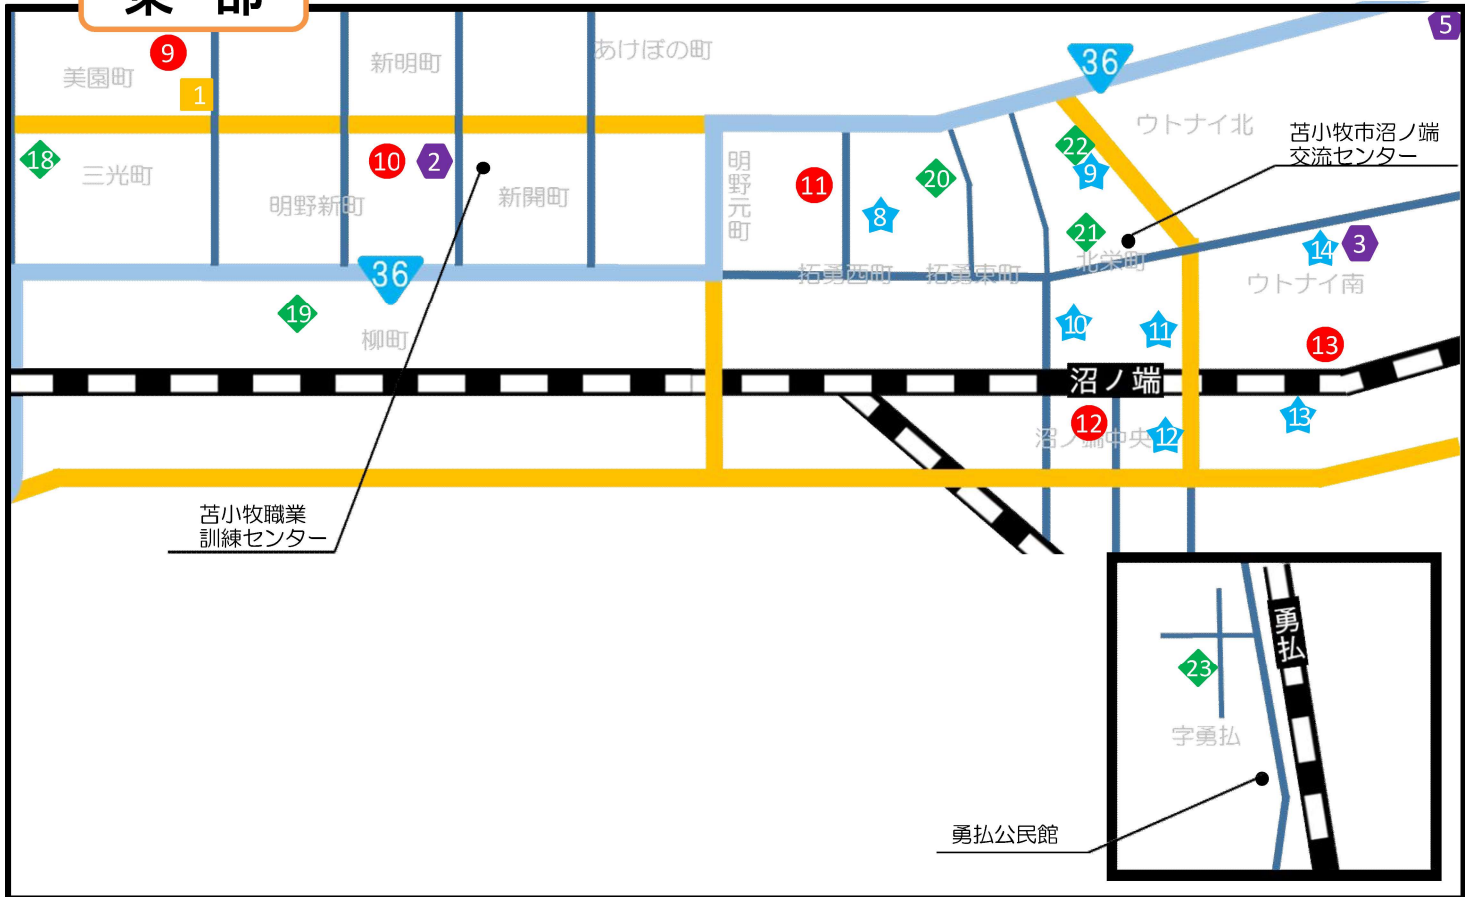 東 部
5
9
新明町
あけぼの町
36
美園町
1
ウトナイ北
苫小牧市沼ノ端
交流センター
18
三光町
10
2
明野新町
新開町
明野元町
11
8
20
22
9
21
北栄町
14
3
ウトナイ南
36
拓勇西町
拓勇東町
19
柳町
10
11
13
沼ノ端
12
沼ノ端中央
12
13
苫小牧職業
訓練センター
勇払
23
字勇払
勇払公民館